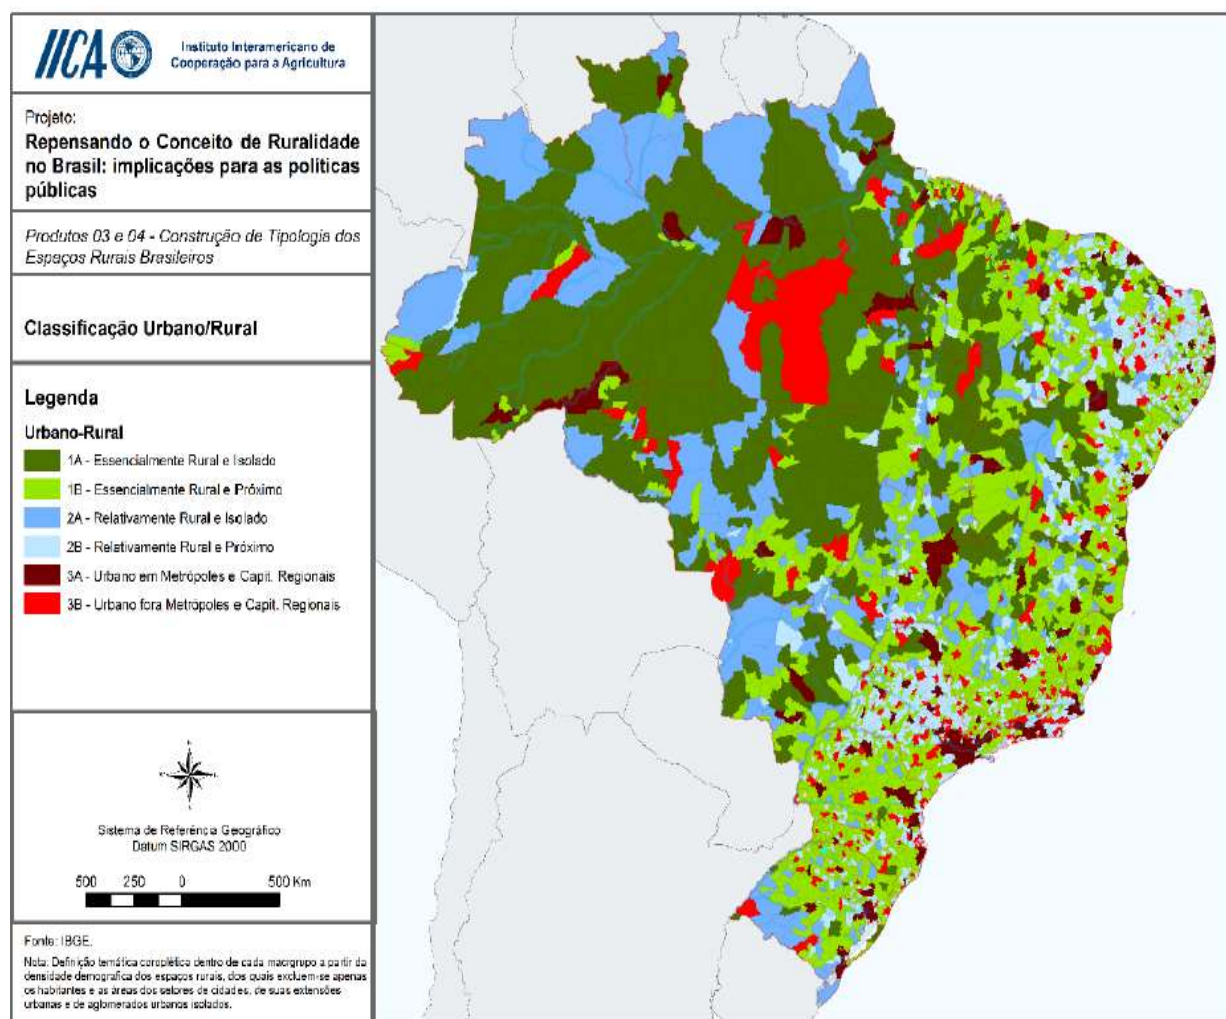 IICA
Instituto Interamericano de
Cooperação para a Agricultura
Projeto:
Repensando o Conceito de Ruralidade
no Brasil: implicações para as políticas
públicas
Produtos 03 e 04 - Construção de Tipologia dos
Espaços Rurais Brasileiros
Classificação Urbano/Rural
Legenda
Urbano-Rural
1A - Essencialmente Rural e Isolado
1B - Essencialmente Rural e Próximo
2A - Relativamente Rural e Isolado
2B - Relativamente Rural e Próximo
3A - Urbano em Metrópoles e Capit. Regionais
3B - Urbano fora Metrópoles e Capit. Regionais
Sistema de Referência Geográfico
Datum SIRGAS 2000
500 250 0 500 Km
Fonte: IBGE.
Nota: Definição temática coroplética dentro de cada macrogrupo a partir da
densidade demografica dos espaços rurais, dos quais excluem-se apenas
os habitantes e as áreas dos setores de cidades, de suas extensões
urbanas e de aglomerados urbanos isolados.